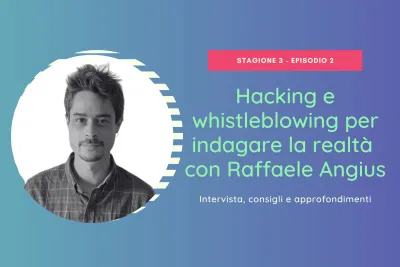 STAGIONE 3 - EPISODIO 2
Hacking e
whistleblowing per
indagare la realtà
con Raffaele Angius
Intervista, consigli e approfondimenti